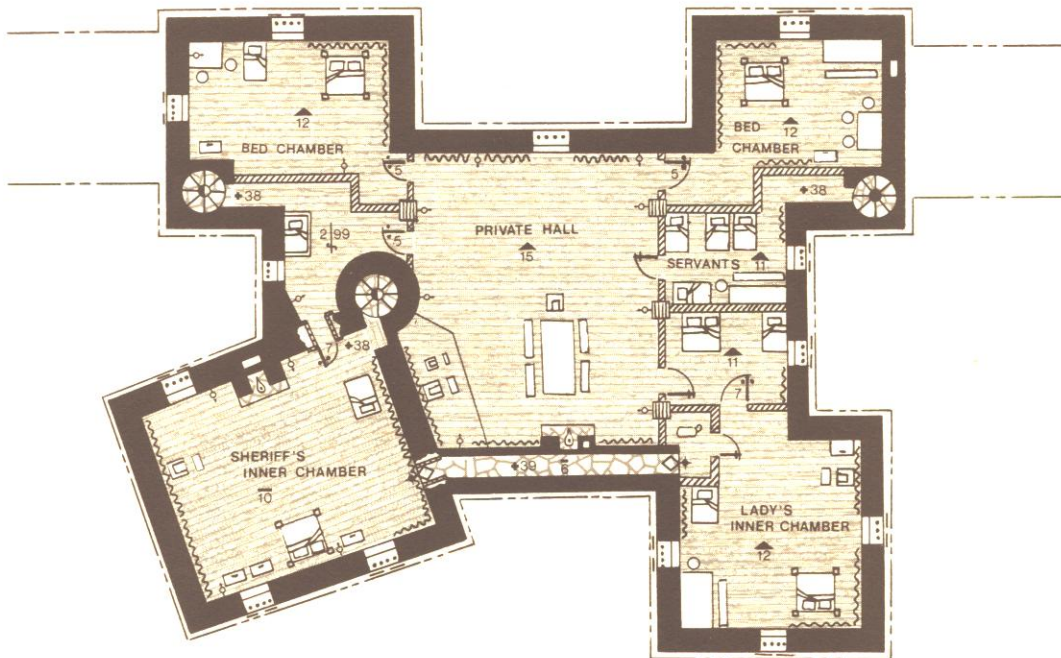 12
BED CHAMBER
12
BED
CHAMBER
5
5
+38
+38
2 99
5
PRIVATE HALL
15
SERVANTS 11
11
7
+38
7
SHERIFF'S
INNER CHAMBER
10
+39 6
LADY'S
INNER CHAMBER
12